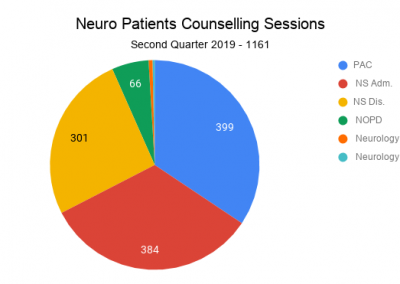 Neuro Patients Counselling Sessions
Second Quarter 2019 - 1161
PAC
NS Adm.
NS Dis.
NOPD
Neurology
Neurology
66
399
301
384